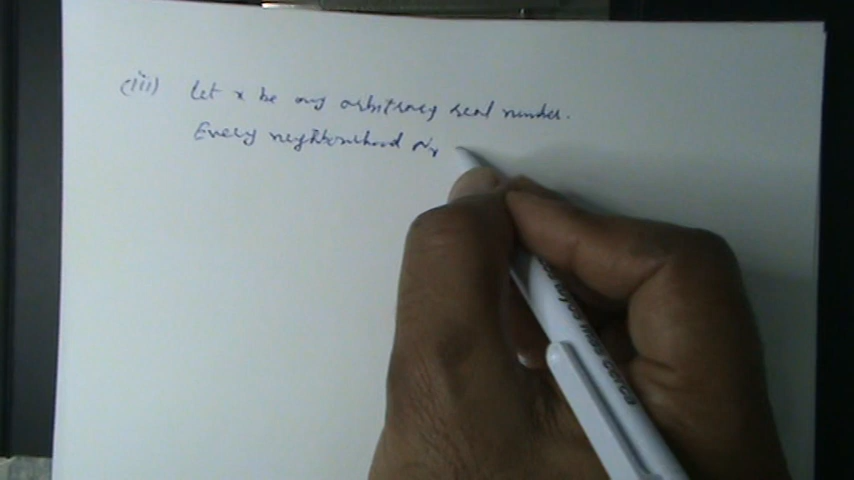 (iii) Let x be any arbitrary real number.
Every neighbourhood Nx